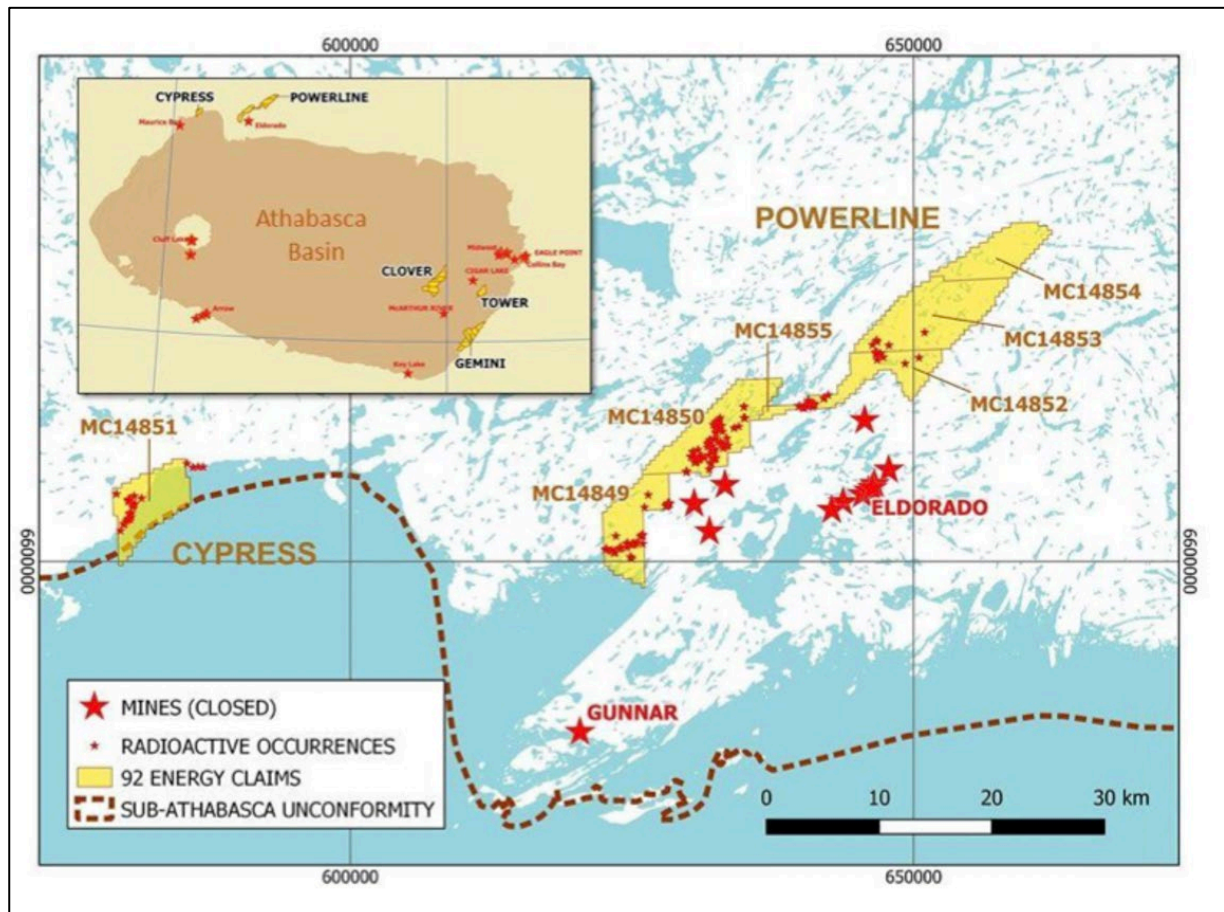 600000
650000
CYPRESS
POWERLINE
Maurice Bay
Eldorado
Athabasca
Basin
Cluff Lake
Midwest
EAGLE POINT
Collins Bay
CLOVER
CIGAR LAKE
TOWER
Arrow
McARTHUR RIVER
GEMINI
Key Lake
POWERLINE
MC14854
MC14855
MC14853
MC14852
MC14851
MC14850
MC14849
ELDORADO
CYPRESS
6600000
6600000
GUNNAR
MINES (CLOSED)
RADIOACTIVE OCCURRENCES
92 ENERGY CLAIMS
SUB-ATHABASCA UNCONFORMITY
0 10 20 30 km
600000
650000